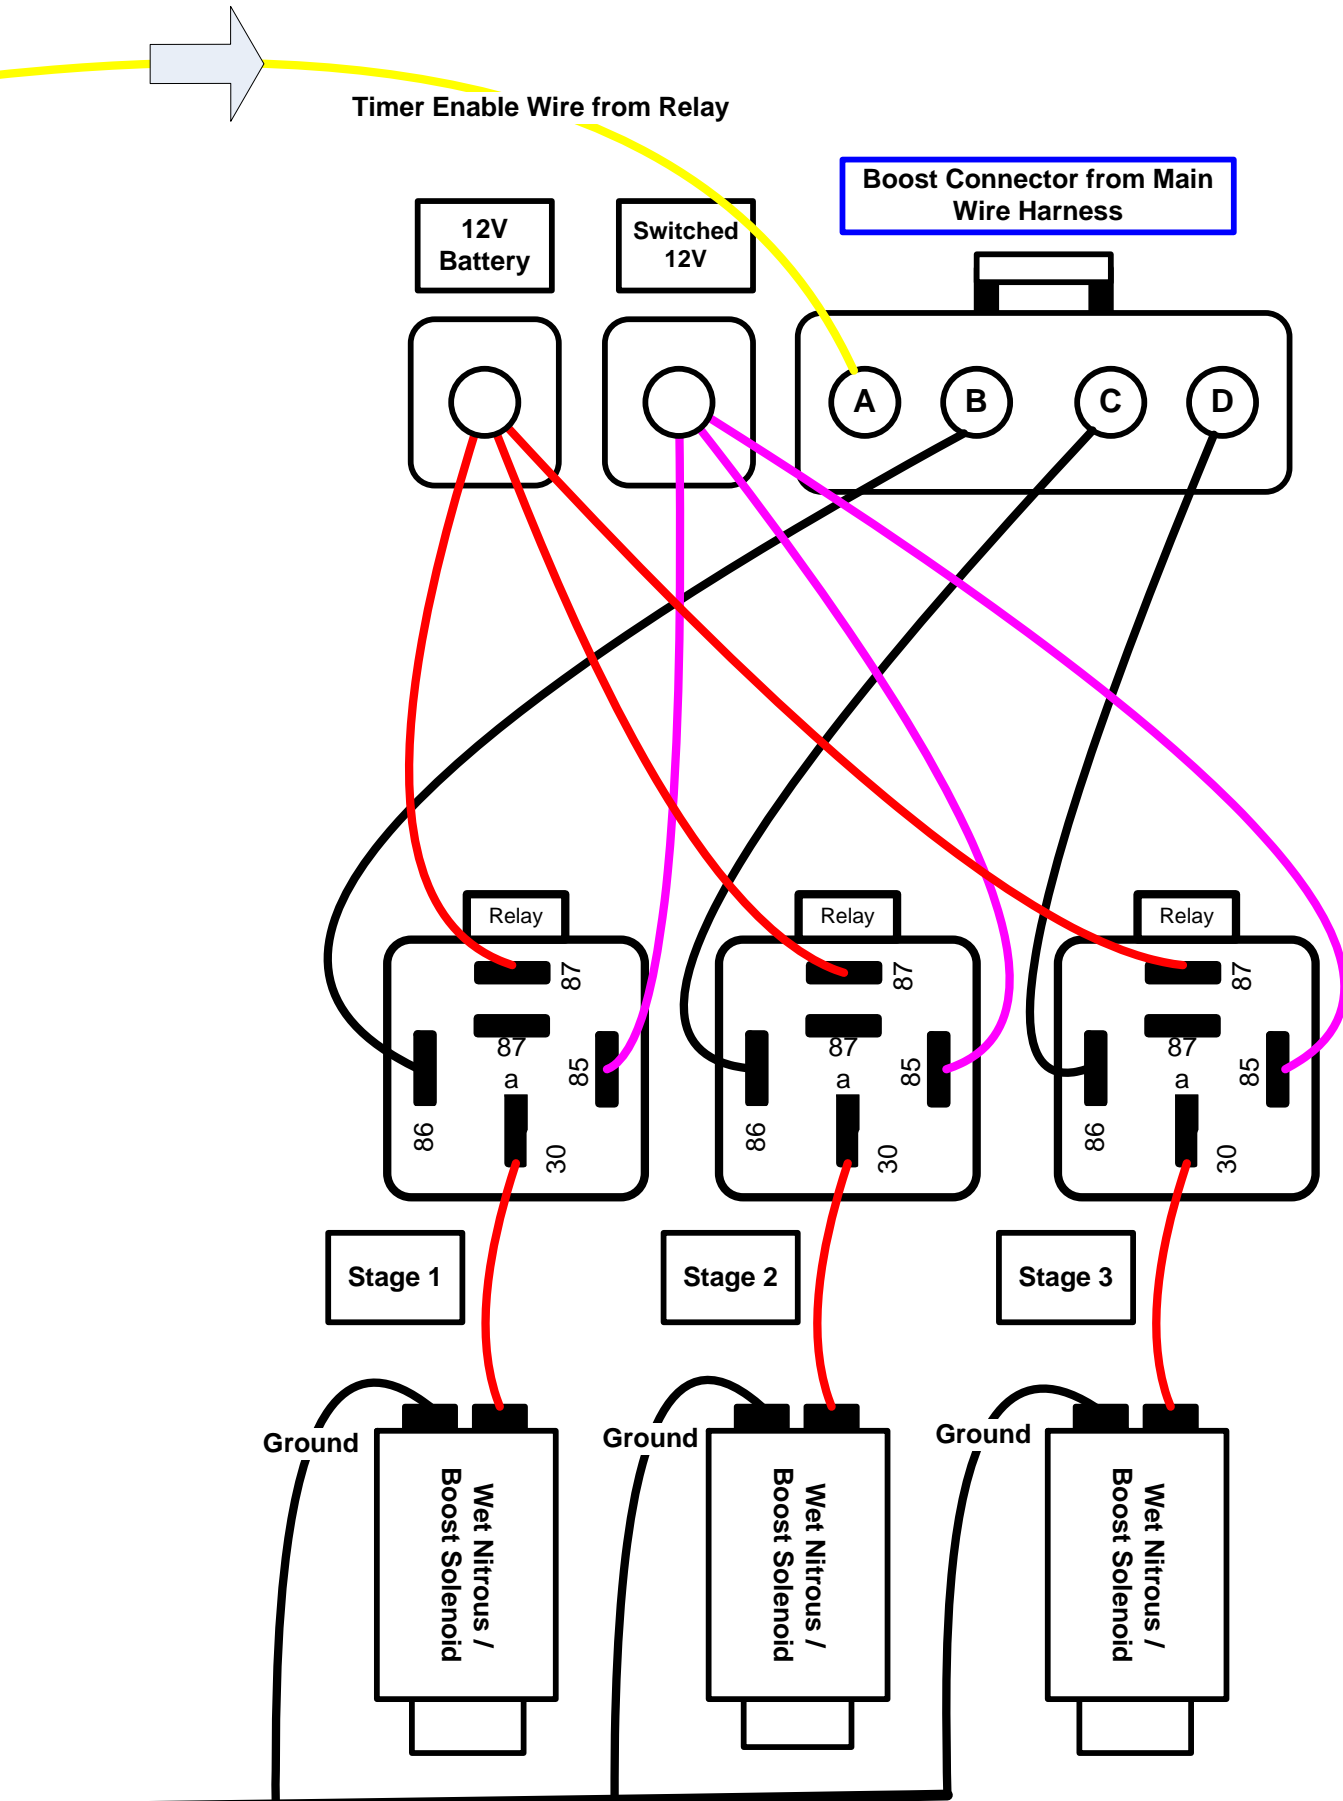 Timer Enable Wire from Relay
Boost Connector from Main
Wire Harness
12V
Battery
Switched
12V
A
B
C
D
Relay
87
87
a
85
86
30
Relay
87
87
a
85
86
30
Relay
87
87
a
85
86
30
Stage 1
Stage 2
Stage 3
Ground
Wet Nitrous /
Boost Solenoid
Ground
Wet Nitrous /
Boost Solenoid
Ground
Wet Nitrous /
Boost Solenoid